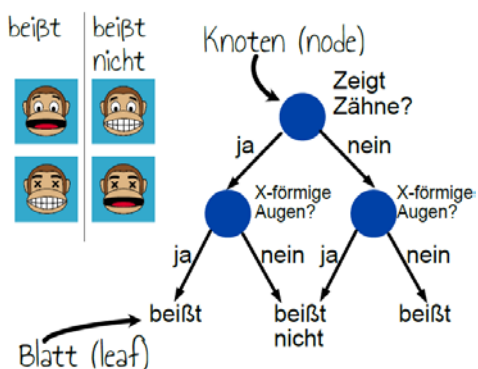 beißt
beißt
nicht
Knoten (node)
Zeigt
Zähne?
ja
nein
X-förmige
Augen?
X-förmige
Augen?
ja
nein
ja
nein
beißt
beißt
nicht
beißt
Blatt (leaf)